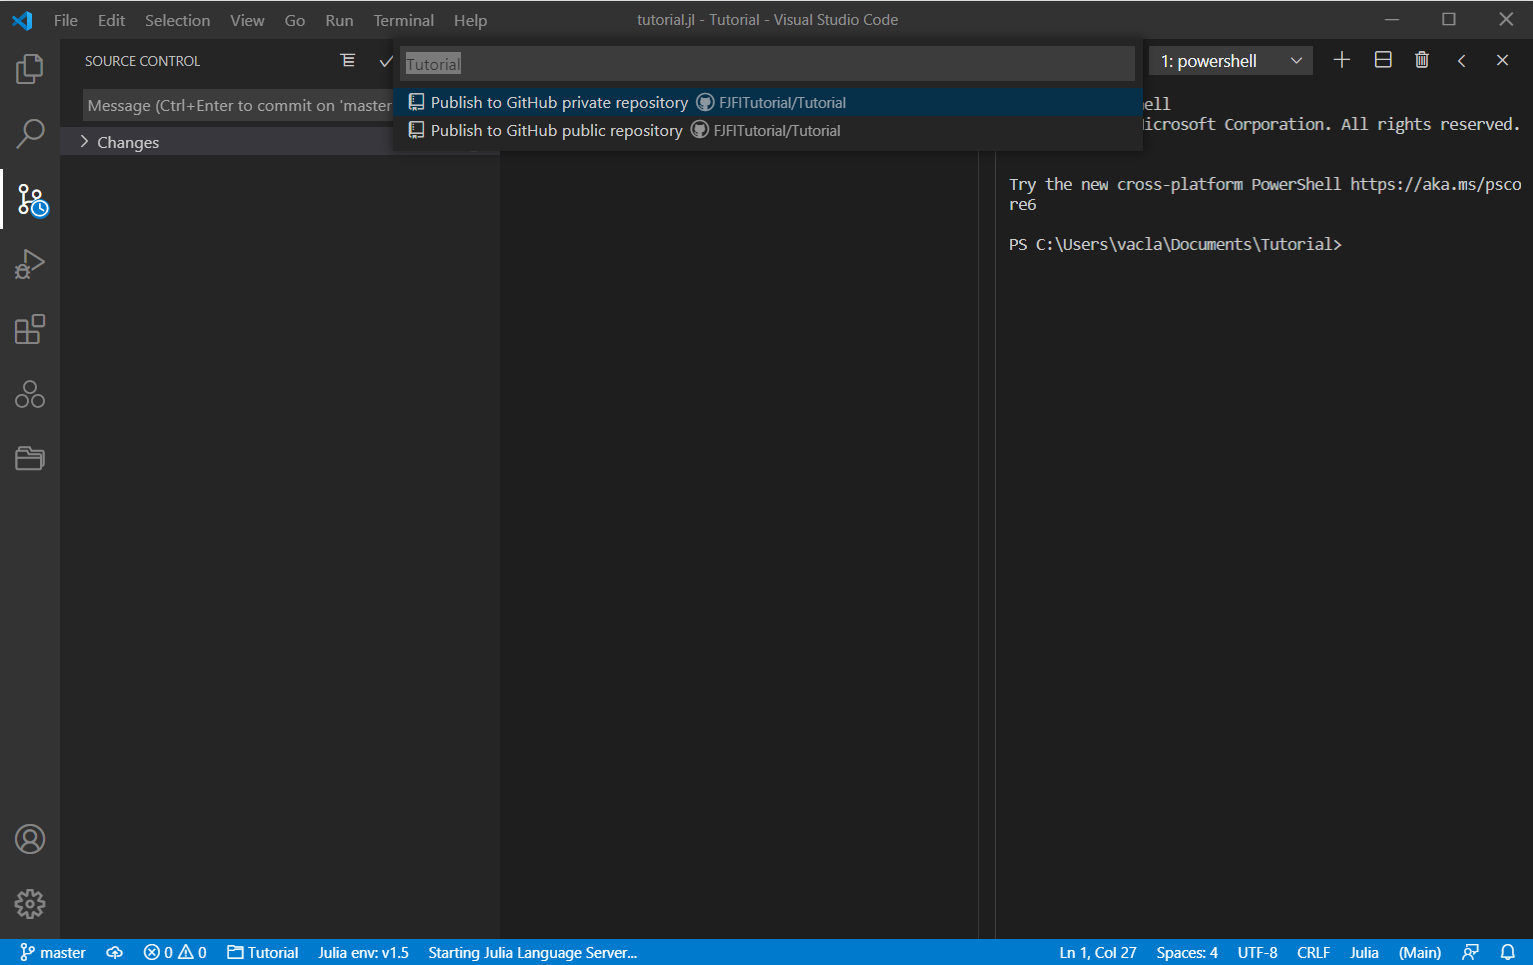 File Edit Selection View Go Run Terminal Help
tutorial.jl - Tutorial - Visual Studio Code
SOURCE CONTROL
Tutorial
1: powershell
Message (Ctrl+Enter to commit on 'master
Publish to GitHub private repository FJFITutorial/Tutorial
Publish to GitHub public repository FJFITutorial/Tutorial
Changes
ell
icrosoft Corporation. All rights reserved.
Try the new cross-platform PowerShell https://aka.ms/psco
re6
PS C:\Users\vacla\Documents\Tutorial>
master 0 0 Tutorial Julia env: v1.5 Starting Julia Language Server... Ln 1, Col 27 Spaces: 4 UTF-8 CRLF Julia (Main)